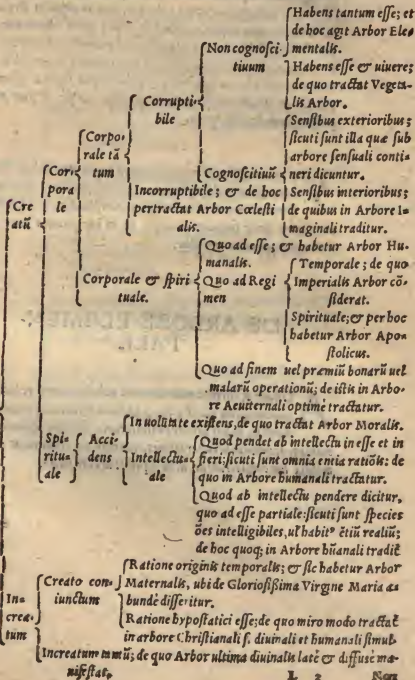 Habens tantum esse; et
de hoc agit Arbor Ele
mentalis.
Non cognosci
tiuum
Habens esse & uiuere;
de quo tractat Vegeta-
lis Arbor.
Corrupti-
bile
Sensibus exterioribus;
sicuti sunt illa quæ sub
arbore sensuali conti-
neri dicuntur.
Corpo-
rale tã
tum
Cognoscitiuũ
Cor-
pora
le
Incorruptibile; & de hoc
pertractat Arbor Cœlesti
alis.
Sensibus interioribus;
de quibus in Arbore I-
maginali traditur.
Cre
atũ
Quo ad esse; & habetur Arbor Hu-
manalis.
Corporale & spiri
tuale.
Quo ad Regi
men
Temporale; de quo
Imperialis Arbor cõ-
siderat.
Spirituale; & per hoc
habetur Arbor Apo-
stolicus.
Quo ad finem uel præmiũ bonarũ uel
malarũ operationũ; de istis in Arbo-
re Aeuiternali optimè tractatur.
Spi-
ritu-
ale
Acci-
dens
In uolũtate existens, de quo tractat Arbor Moralis.
Intellectu-
ale
Quod pendet ab intellectu in esse et in
fieri: sicuti sunt omnia entia ratiõis: de
quo in Arbore humanali tractatur.
Quod ab intellectu pendere dicitur,
quo ad esse partiale: sicuti sunt species
oẽs intelligibiles, ul' habitꝰ ẽtiũ realiũ;
de hoc quoq; in Arbore hũanali tradit
In-
crea-
tum
Creato con-
iunctum
Ratione originis temporalis; & sic habetur Arbor
Maternalis, ubi de Gloriosissima Virgine Maria a-
bundè disseritur.
Ratione hypostatici esse; de quo miro modo tractat
in arbore Christianali s. diuinali et humanali simul.
Increatum tantũ; de quo Arbor ultima diuinalis latè & diffusè ma-
nifestat.
L 2 Non